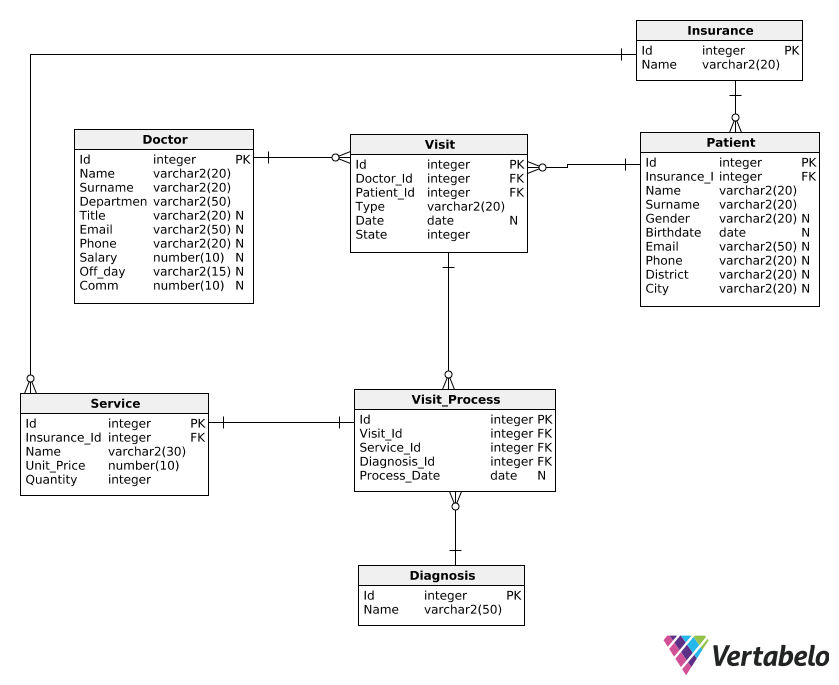 Insurance
Id integer PK
Name varchar2(20)
Doctor
Id integer PK
Name varchar2(20)
Surname varchar2(20)
Departmen varchar2(50)
Title varchar2(20) N
Email varchar2(50) N
Phone varchar2(20) N
Salary number(10) N
Off_day varchar2(15) N
Comm number(10) N
Visit
Id integer PK
Doctor_Id integer FK
Patient_Id integer FK
Type varchar2(20)
Date date N
State integer
Patient
Id integer PK
Insurance_I integer FK
Name varchar2(20)
Surname varchar2(20)
Gender varchar2(20) N
Birthdate date N
Email varchar2(50) N
Phone varchar2(20) N
District varchar2(20) N
City varchar2(20) N
Service
Id integer PK
Insurance_Id integer FK
Name varchar2(30)
Unit_Price number(10)
Quantity integer
Visit_Process
Id integer PK
Visit_Id integer FK
Service_Id integer FK
Diagnosis_Id integer FK
Process_Date date N
Diagnosis
Id integer PK
Name varchar2(50)
Vertabelo